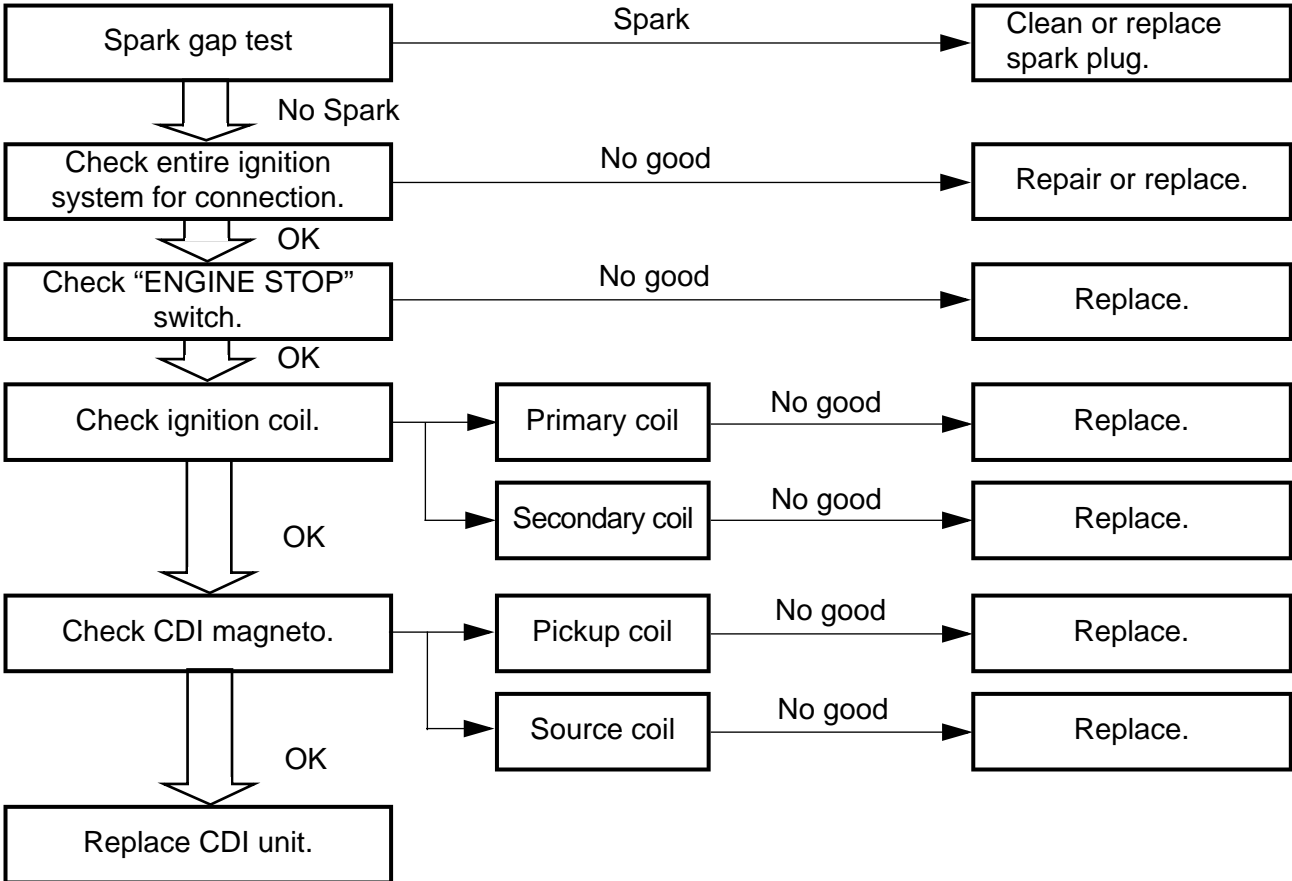 Spark gap test
Spark
Clean or replace
spark plug.
No Spark
Check entire ignition
system for connection.
No good
Repair or replace.
OK
Check “ENGINE STOP”
switch.
No good
Replace.
OK
Check ignition coil.
Primary coil
No good
Replace.
Secondary coil
No good
Replace.
OK
Check CDI magneto.
Pickup coil
No good
Replace.
Source coil
No good
Replace.
OK
Replace CDI unit.